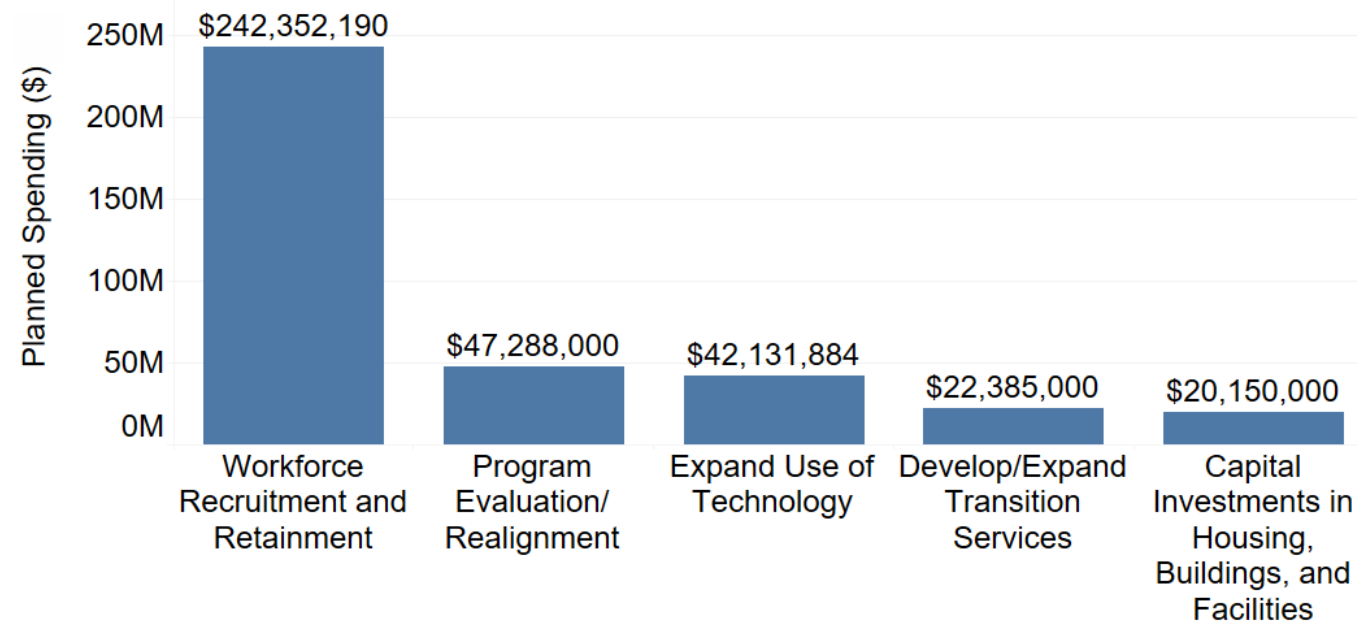 Planned Spending ($)
250M
200M
150M
100M
50M
0M
$242,352,190
$47,288,000
$42,131,884
$22,385,000
$20,150,000
Workforce
Recruitment and
Retainment
Program
Evaluation/
Realignment
Expand Use of
Technology
Develop/Expand
Transition
Services
Capital
Investments in
Housing,
Buildings, and
Facilities